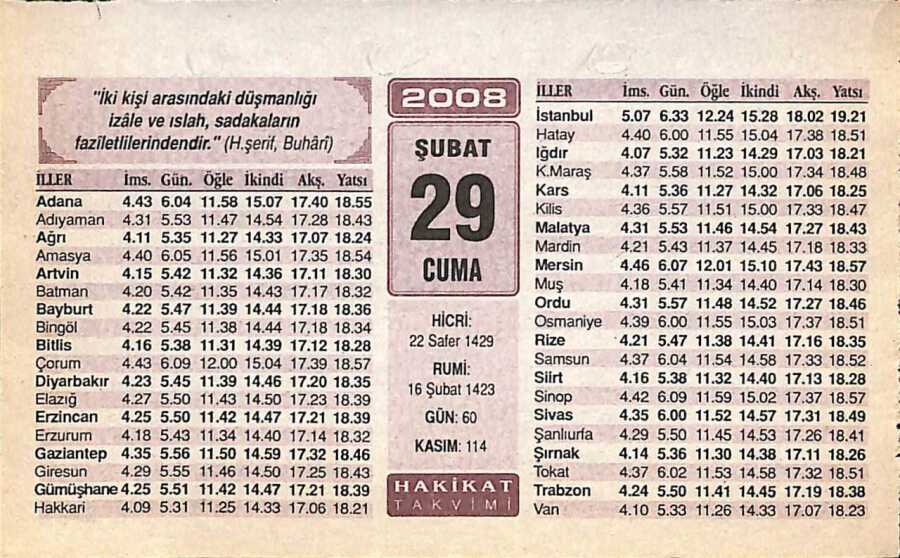 "İki kişi arasındaki düşmanlığı
izâle ve ıslah, sadakaların
fazîletlilerindendir." (H.şerif, Buhârî)
İLLER İms. Gün. Öğle İkindi Akş. Yatsı
Adana 4.43 6.04 11.58 15.07 17.40 18.55
Adıyaman 4.31 5.53 11.47 14.54 17.28 18.43
Ağrı 4.11 5.35 11.27 14.33 17.07 18.24
Amasya 4.40 6.05 11.56 15.01 17.35 18.54
Artvin 4.15 5.42 11.32 14.36 17.11 18.30
Batman 4.20 5.42 11.35 14.43 17.17 18.32
Bayburt 4.22 5.47 11.39 14.44 17.18 18.36
Bingöl 4.22 5.45 11.38 14.44 17.18 18.34
Bitlis 4.16 5.38 11.31 14.39 17.12 18.28
Çorum 4.43 6.09 12.00 15.04 17.39 18.57
Diyarbakır 4.23 5.45 11.39 14.46 17.20 18.35
Elazığ 4.27 5.50 11.43 14.50 17.23 18.39
Erzincan 4.25 5.50 11.42 14.47 17.21 18.39
Erzurum 4.18 5.43 11.34 14.40 17.14 18.32
Gaziantep 4.35 5.56 11.50 14.59 17.32 18.46
Giresun 4.29 5.55 11.46 14.50 17.25 18.43
Gümüşhane 4.25 5.51 11.42 14.47 17.21 18.39
Hakkari 4.09 5.31 11.25 14.33 17.06 18.21
2008
ŞUBAT
29
CUMA
HİCRİ:
22 Safer 1429
RUMİ:
16 Şubat 1423
GÜN: 60
KASIM: 114
HAKİKAT
TAKVİMİ
İLLER İms. Gün. Öğle İkindi Akş. Yatsı
İstanbul 5.07 6.33 12.24 15.28 18.02 19.21
Hatay 4.40 6.00 11.55 15.04 17.38 18.51
Iğdır 4.07 5.32 11.23 14.29 17.03 18.21
K.Maraş 4.37 5.58 11.52 15.00 17.34 18.48
Kars 4.11 5.36 11.27 14.32 17.06 18.25
Kilis 4.36 5.57 11.51 15.00 17.33 18.47
Malatya 4.31 5.53 11.46 14.54 17.27 18.43
Mardin 4.21 5.43 11.37 14.45 17.18 18.33
Mersin 4.46 6.07 12.01 15.10 17.43 18.57
Muş 4.18 5.41 11.34 14.40 17.14 18.30
Ordu 4.31 5.57 11.48 14.52 17.27 18.46
Osmaniye 4.39 6.00 11.55 15.03 17.37 18.51
Rize 4.21 5.47 11.38 14.41 17.16 18.35
Samsun 4.37 6.04 11.54 14.58 17.33 18.52
Siirt 4.16 5.38 11.32 14.40 17.13 18.28
Sinop 4.42 6.09 11.59 15.02 17.37 18.57
Sivas 4.35 6.00 11.52 14.57 17.31 18.49
Şanlıurfa 4.29 5.50 11.45 14.53 17.26 18.41
Şırnak 4.14 5.36 11.30 14.38 17.11 18.26
Tokat 4.37 6.02 11.53 14.58 17.32 18.51
Trabzon 4.24 5.50 11.41 14.45 17.19 18.38
Van 4.10 5.33 11.26 14.33 17.07 18.23